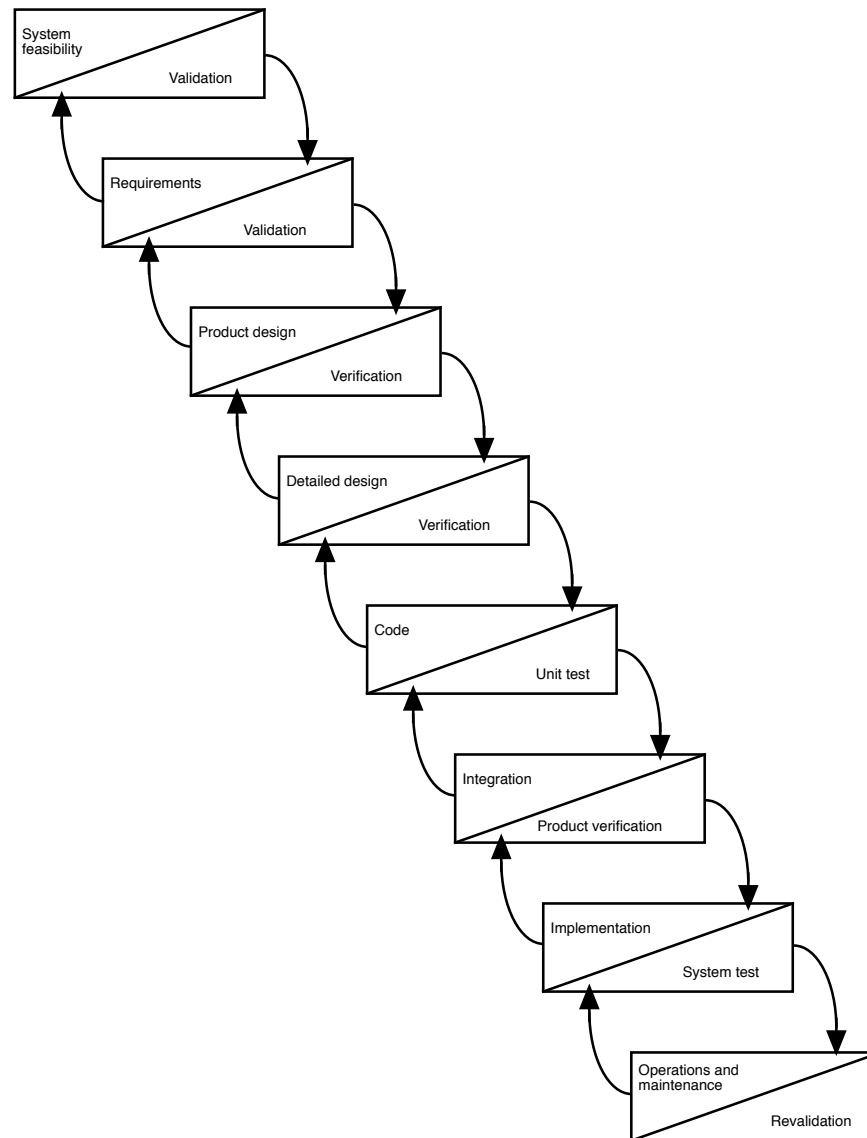 System
feasibility
Validation
Requirements
Validation
Product design
Verification
Detailed design
Verification
Code
Unit test
Integration
Product verification
Implementation
System test
Operations and
maintenance
Revalidation